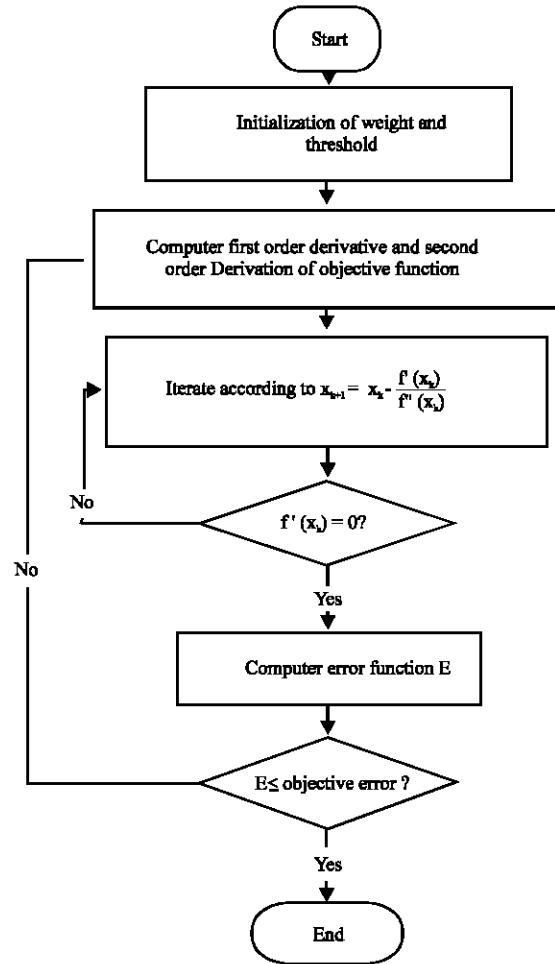 Start
Initialization of weight and
threshold
Computer first order derivative and second
order Derivation of objective function
Iterate according to xₖ₊₁ = xₖ - f' (xₖ) / f'' (xₖ)
No
f ' (xₖ) = 0?
No
Yes
Computer error function E
E≤ objective error ?
Yes
End